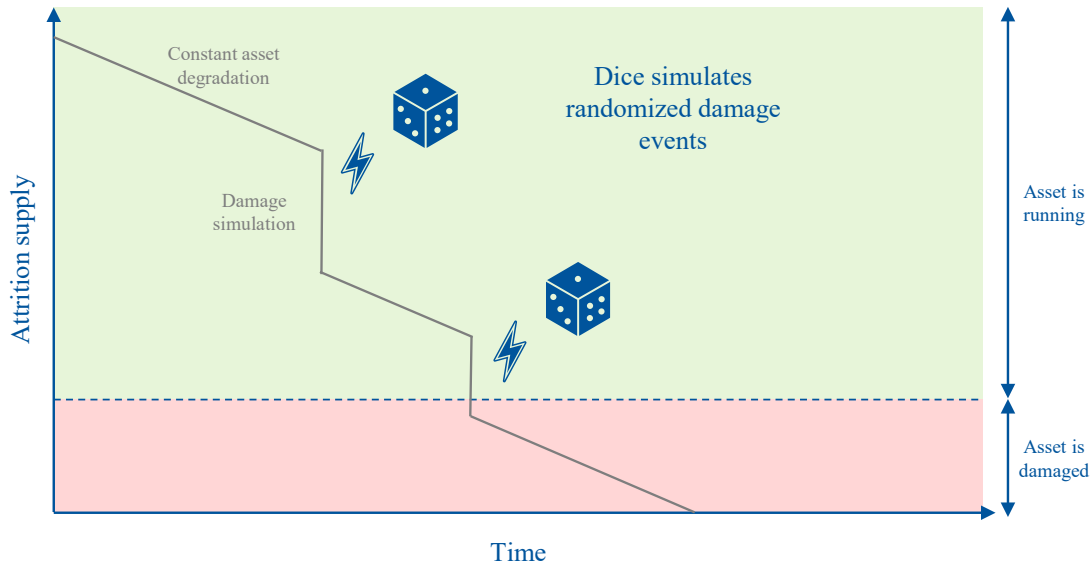 Constant asset
degradation
Dice simulates
randomized damage
events
Damage
simulation
Attrition supply
Asset is
running
Asset is
damaged
Time